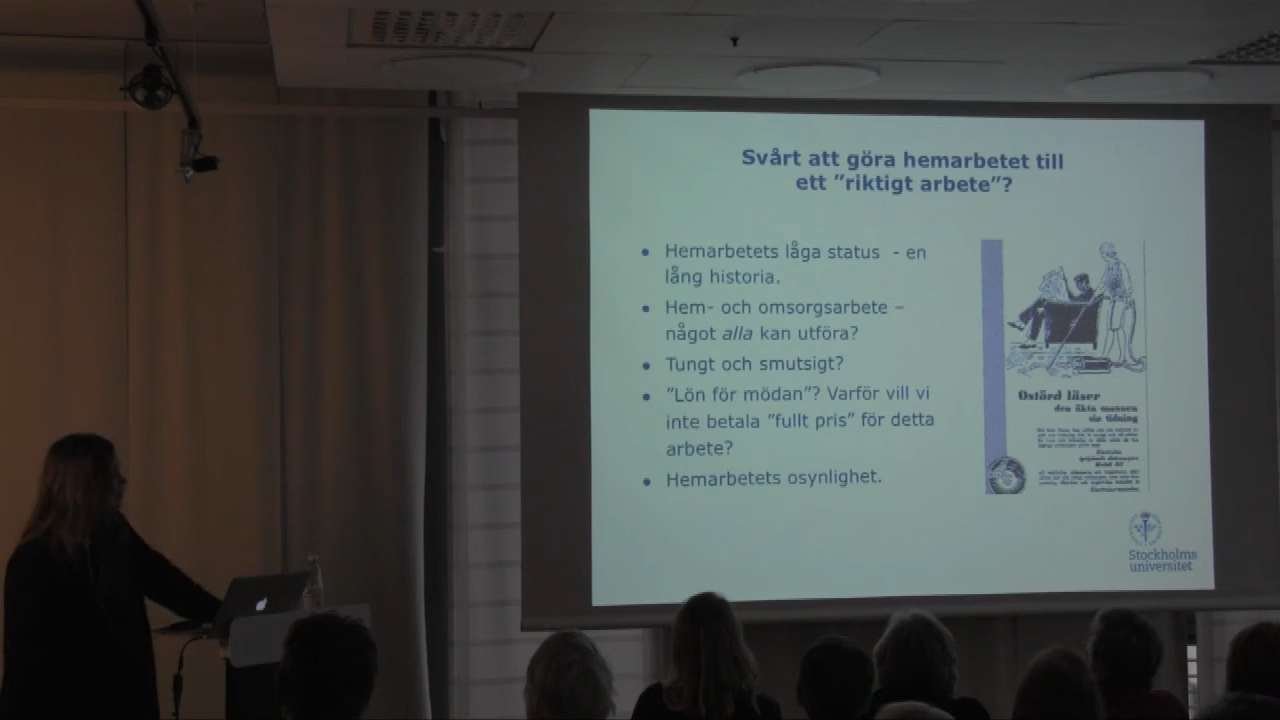 Svårt att göra hemarbetet till
ett ”riktigt arbete”?
• Hemarbetets låga status - en
lång historia.
• Hem- och omsorgsarbete –
något alla kan utföra?
• Tungt och smutsigt?
• ”Lön för mödan”? Varför vill vi
inte betala ”fullt pris” för detta
arbete?
• Hemarbetets osynlighet.
Ostörd läser
den äkta mannen
sin tidning
Stockholms
universitet